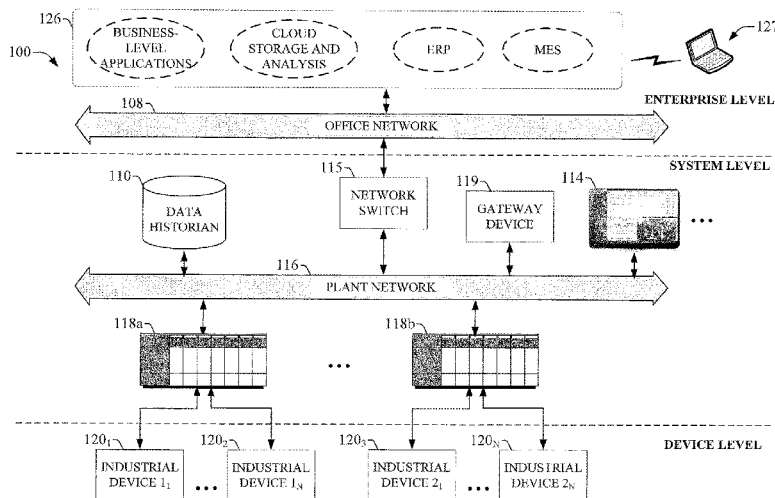 126
127
100
BUSINESS-
LEVEL
APPLICATIONS
CLOUD
STORAGE AND
ANALYSIS
ERP
MES
ENTERPRISE LEVEL
108
OFFICE NETWORK
SYSTEM LEVEL
110
DATA
HISTORIAN
115
NETWORK
SWITCH
119
GATEWAY
DEVICE
114
...
116
PLANT NETWORK
118a
...
118b
DEVICE LEVEL
120₁
INDUSTRIAL
DEVICE 1₁
...
120₂
INDUSTRIAL
DEVICE 1N
120₃
INDUSTRIAL
DEVICE 2₁
...
120N
INDUSTRIAL
DEVICE 2N